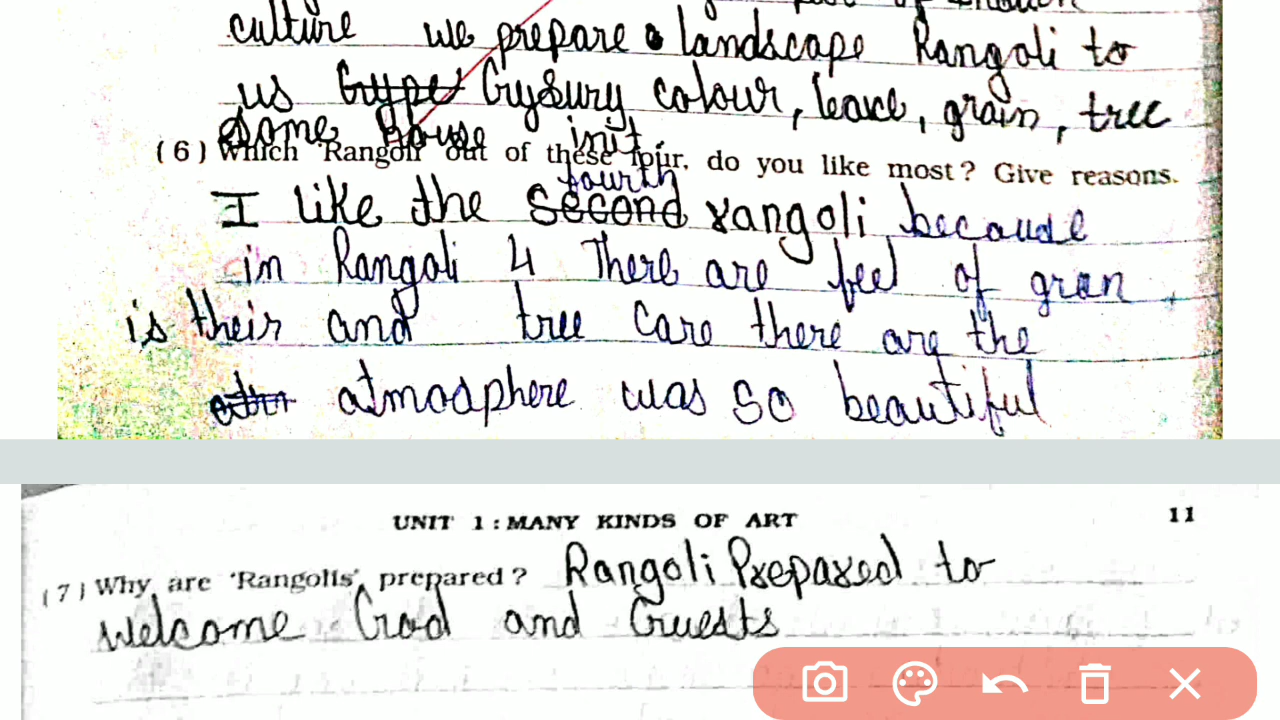 culture we prepare landscape Rangoli to
us colour, leave, grain, tree
some house init.
(6) Which 'Rangoli' out of these four, do you like most? Give reasons.
fourth
I like the second rangoli because
in Rangoli 4 There are feel of gran
is their and tree care there are the
atmosphere was so beautiful
UNIT 1 : MANY KINDS OF ART 11
(7) Why are 'Rangolis' prepared? Rangoli Prepared to
welcome God and Guests